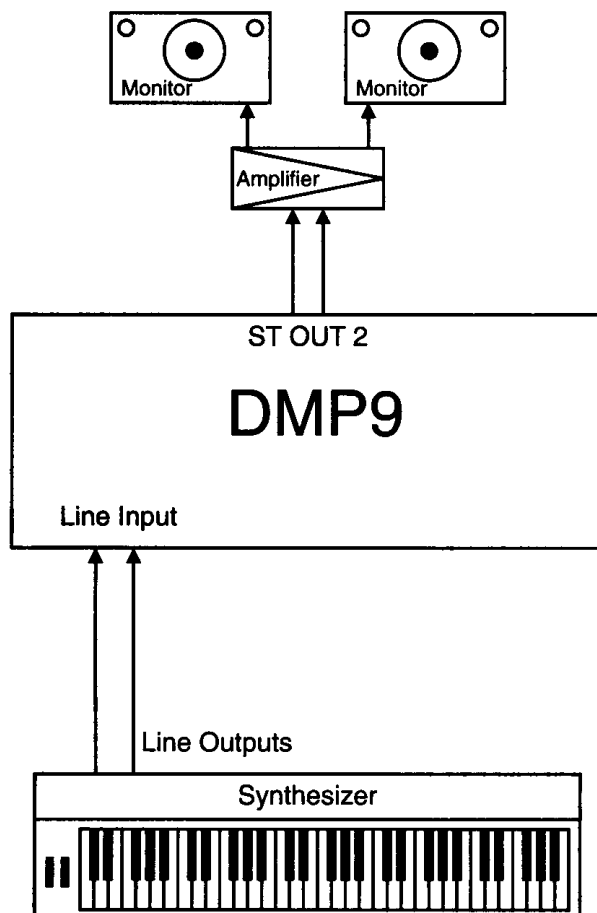 Monitor
Monitor
Amplifier
ST OUT 2
DMP9
Line Input
Line Outputs
Synthesizer